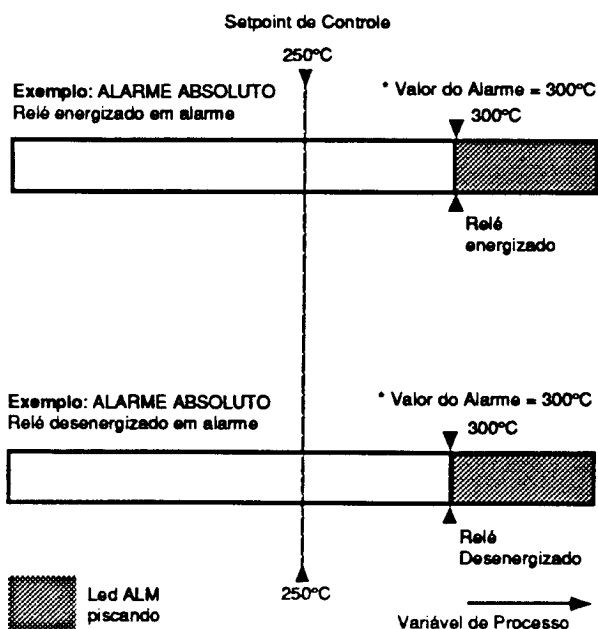 Setpoint de Controle
250ºC
Exemplo: ALARME ABSOLUTO
Relé energizado em alarme
* Valor do Alarme = 300ºC
300ºC
Relé
energizado
Exemplo: ALARME ABSOLUTO
Relé desenergizado em alarme
* Valor do Alarme = 300ºC
300ºC
Relé
Desenergizado
Led ALM
piscando
250ºC
Variável de Processo